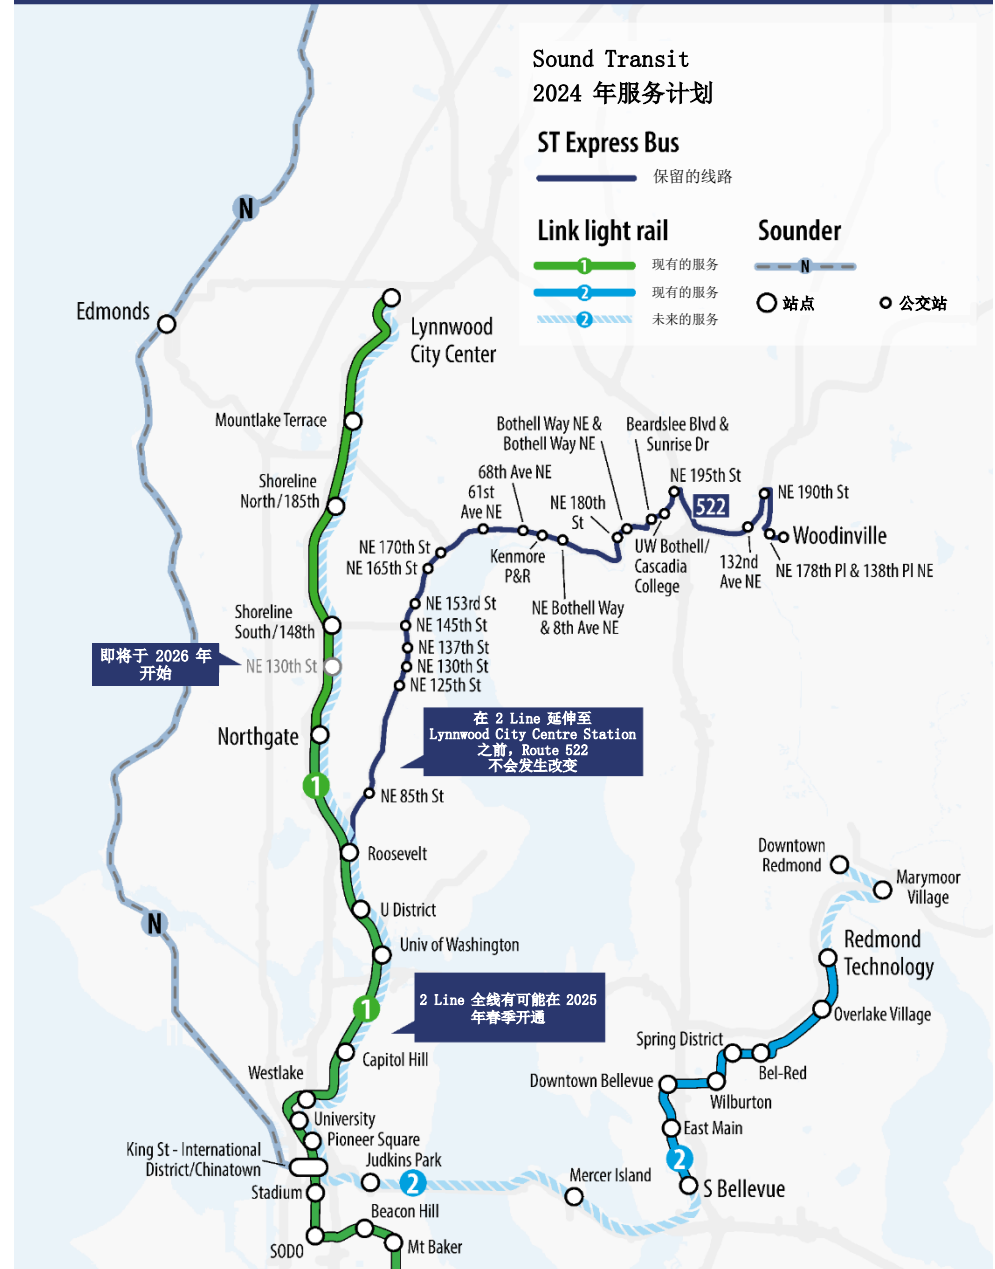 Sound Transit
2024 年服务计划
ST Express Bus
保留的线路
Link light rail
1 现有的服务
2 现有的服务
2 未来的服务
Sounder
N
站点
公交站
N
Edmonds
Lynnwood
City Center
Mountlake Terrace
Shoreline
North/185th
Shoreline
South/148th
即将于 2026 年
开始
NE 130th St
Northgate
1
Bothell Way NE &
Bothell Way NE
Beardslee Blvd &
Sunrise Dr
68th Ave NE
61st
Ave NE
NE 180th
St
NE 195th St
522
NE 190th St
Woodinville
NE 170th St
NE 165th St
Kenmore
P&R
UW Bothell/
Cascadia
College
132nd
Ave NE
NE 178th Pl & 138th Pl NE
NE Bothell Way
& 8th Ave NE
NE 153rd St
NE 145th St
NE 137th St
NE 130th St
NE 125th St
在 2 Line 延伸至
Lynnwood City Centre Station
之前，Route 522
不会发生改变
NE 85th St
Roosevelt
U District
Univ of Washington
N
1
2 Line 全线有可能在 2025
年春季开通
Capitol Hill
Westlake
University
Pioneer Square
King St - International
District/Chinatown
Judkins Park
2
Stadium
Beacon Hill
SODO
Mt Baker
Mercer Island
Downtown
Redmond
Marymoor
Village
Redmond
Technology
Overlake Village
Spring District
Bel-Red
Downtown Bellevue
Wilburton
East Main
2
S Bellevue